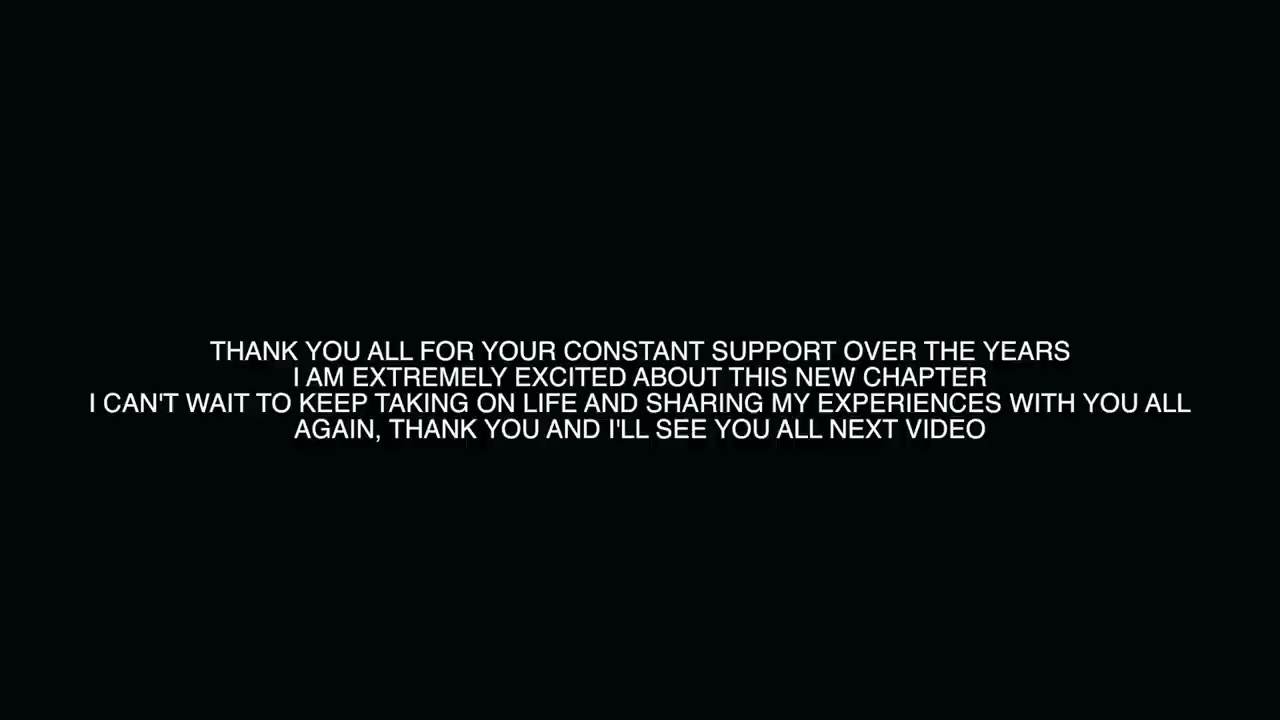 THANK YOU ALL FOR YOUR CONSTANT SUPPORT OVER THE YEARS
I AM EXTREMELY EXCITED ABOUT THIS NEW CHAPTER
I CAN'T WAIT TO KEEP TAKING ON LIFE AND SHARING MY EXPERIENCES WITH YOU ALL
AGAIN, THANK YOU AND I'LL SEE YOU ALL NEXT VIDEO